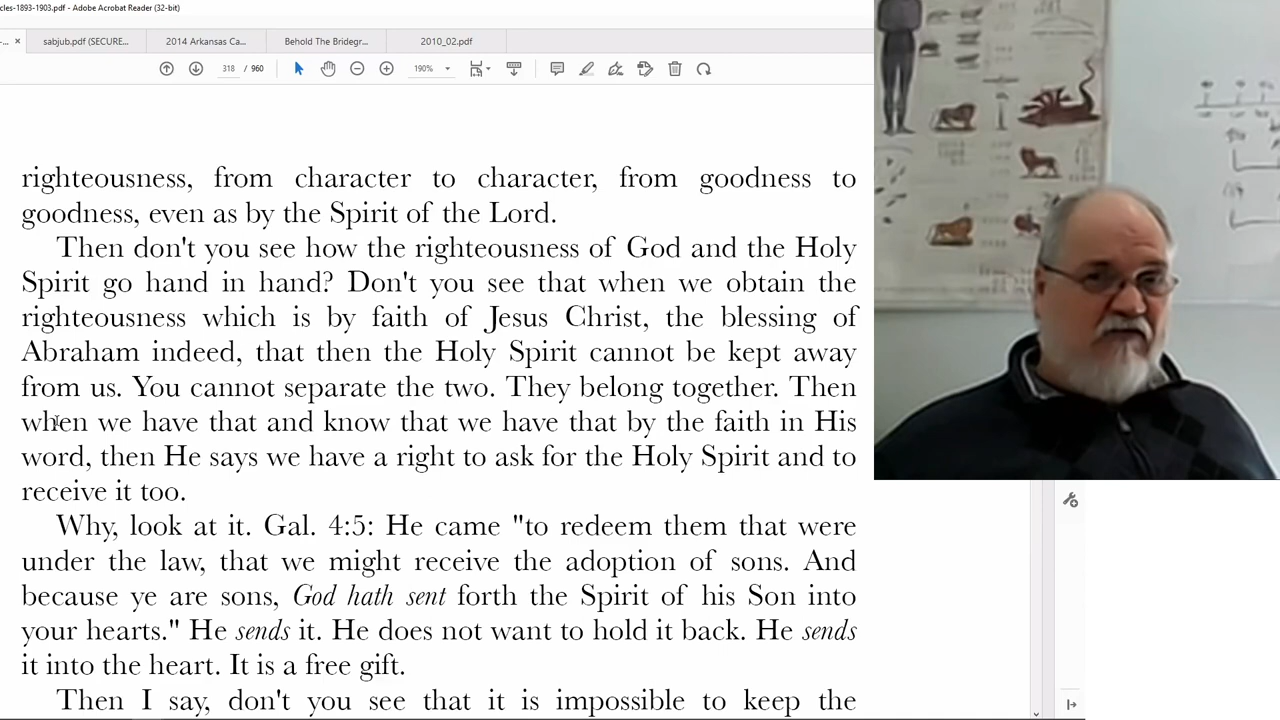 cles-1893-1903.pdf - Adobe Acrobat Reader (32-bit)
sabjub.pdf (SECURE... 2014 Arkansas Ca... Behold The Bridegr... 2010_02.pdf
318 / 960 190%
righteousness, from character to character, from goodness to
goodness, even as by the Spirit of the Lord.
Then don't you see how the righteousness of God and the Holy
Spirit go hand in hand? Don't you see that when we obtain the
righteousness which is by faith of Jesus Christ, the blessing of
Abraham indeed, that then the Holy Spirit cannot be kept away
from us. You cannot separate the two. They belong together. Then
when we have that and know that we have that by the faith in His
word, then He says we have a right to ask for the Holy Spirit and to
receive it too.
Why, look at it. Gal. 4:5: He came "to redeem them that were
under the law, that we might receive the adoption of sons. And
because ye are sons, God hath sent forth the Spirit of his Son into
your hearts." He sends it. He does not want to hold it back. He sends
it into the heart. It is a free gift.
Then I say, don't you see that it is impossible to keep the